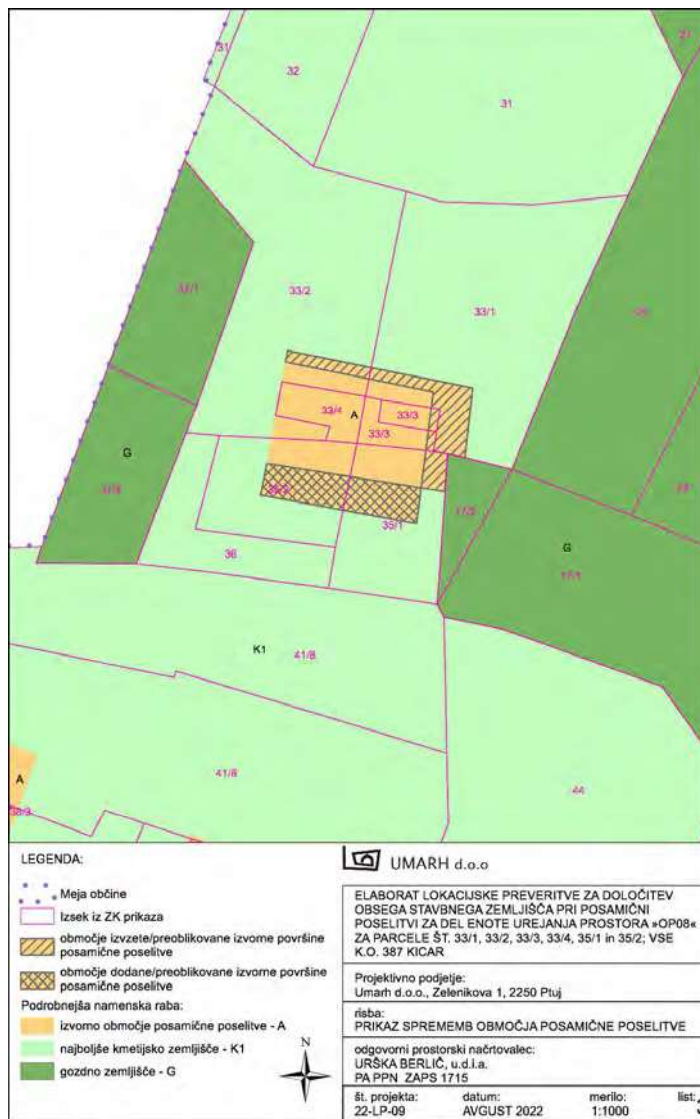 31
32
31
27
33/2
33/1
33/4
33/3
A
33/3
G
35/1
36
G
17/1
K1
41/8
A
41/8
44
LEGENDA:
Meja občine
Izsek iz ZK prikaza
območje izvzete/preoblikovane izvorne površine
posamične poselitve
območje dodane/preoblikovane izvorne površine
posamične poselitve
Podrobnejša namenska raba:
izvorno območje posamične poselitve - A
najboljše kmetijsko zemljišče - K1
gozdno zemljišče - G
N
UMARH d.o.o
ELABORAT LOKACIJSKE PREVERITVE ZA DOLOČITEV
OBSEGA STAVBNEGA ZEMLJIŠČA PRI POSAMIČNI
POSELITVI ZA DEL ENOTE UREJANJA PROSTORA »OP08«
ZA PARCELE ŠT. 33/1, 33/2, 33/3, 33/4, 35/1 in 35/2; VSE
K.O. 387 KICAR
Projektivno podjetje:
Umarh d.o.o., Zelenikova 1, 2250 Ptuj
risba:
PRIKAZ SPREMEMB OBMOČJA POSAMIČNE POSELITVE
odgovorni prostorski načrtovalec:
URŠKA BERLIČ, u.d.i.a.
PA PPN ZAPS 1715
št. projekta: datum: merilo: list:
22-LP-09 AVGUST 2022 1:1000